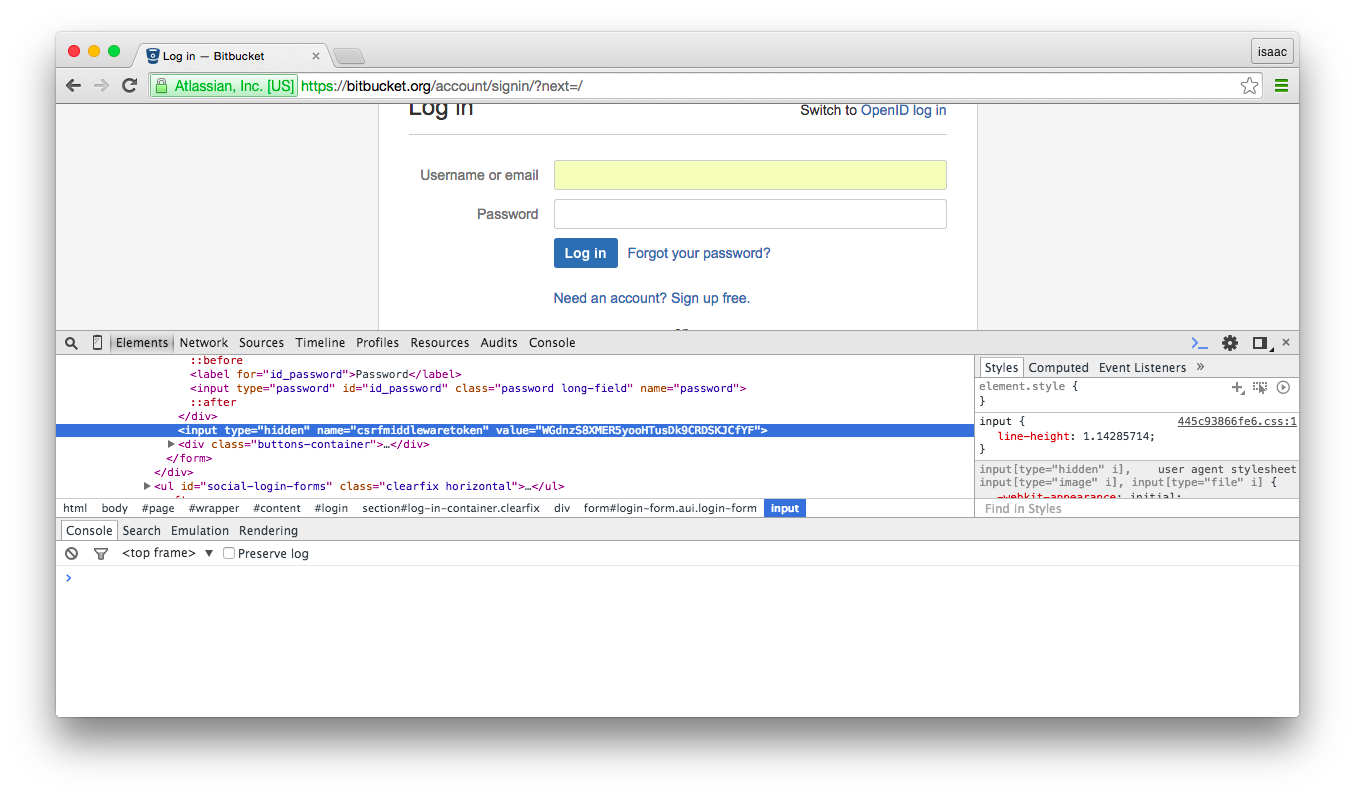 Log in — Bitbucket
isaac
Atlassian, Inc. [US] https://bitbucket.org/account/signin/?next=/
Log in
Switch to OpenID log in
Username or email
Password
Log in Forgot your password?
Need an account? Sign up free.
or
Elements Network Sources Timeline Profiles Resources Audits Console
::before
<label for="id_password">Password</label>
<input type="password" id="id_password" class="password long-field" name="password">
::after
</div>
<input type="hidden" name="csrfmiddlewaretoken" value="WGdnzS8XMER5yooHTusDk9CRDSKJCfYF">
<div class="buttons-container">…</div>
</form>
</div>
<ul id="social-login-forms" class="clearfix horizontal">…</ul>
html body #page #wrapper #content #login section#log-in-container.clearfix div form#login-form.aui.login-form input
Styles Computed Event Listeners »
element.style {
}
input {
445c93866fe6.css:1
line-height: 1.14285714;
}
input[type="hidden" i], user agent stylesheet
input[type="image" i], input[type="file" i] {
-webkit-appearance: initial;
Find in Styles
Console Search Emulation Rendering
<top frame> ▼ Preserve log